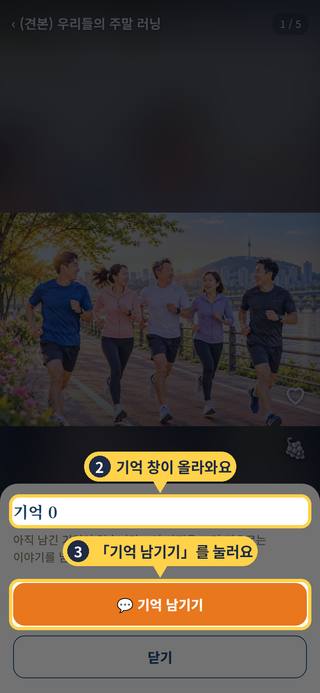 ‹ (견본) 우리들의 주말 러닝
1 / 5
2 기억 창이 올라와요
기억 0
아직 남긴
는
이야기를
3 「기억 남기기」를 눌러요
💬 기억 남기기
닫기